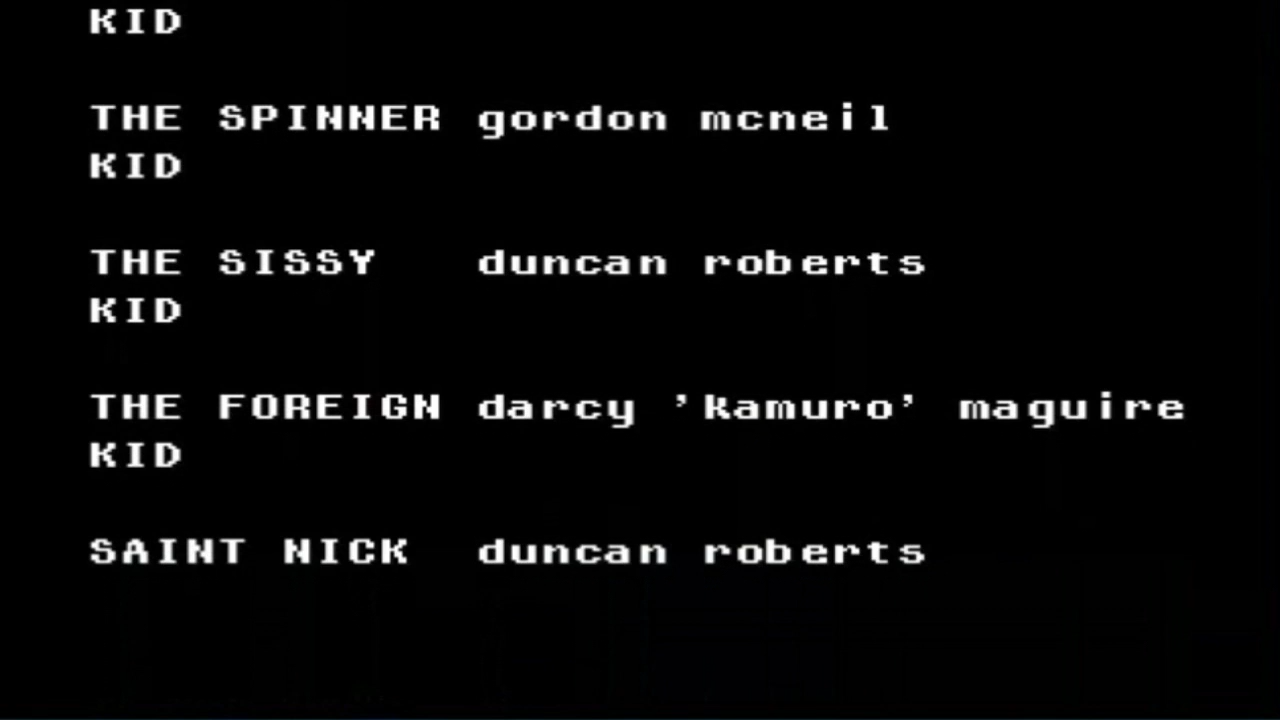 KID
THE SPINNER gordon mcneil
KID
THE SISSY duncan roberts
KID
THE FOREIGN darcy 'kamuro' maguire
KID
SAINT NICK duncan roberts